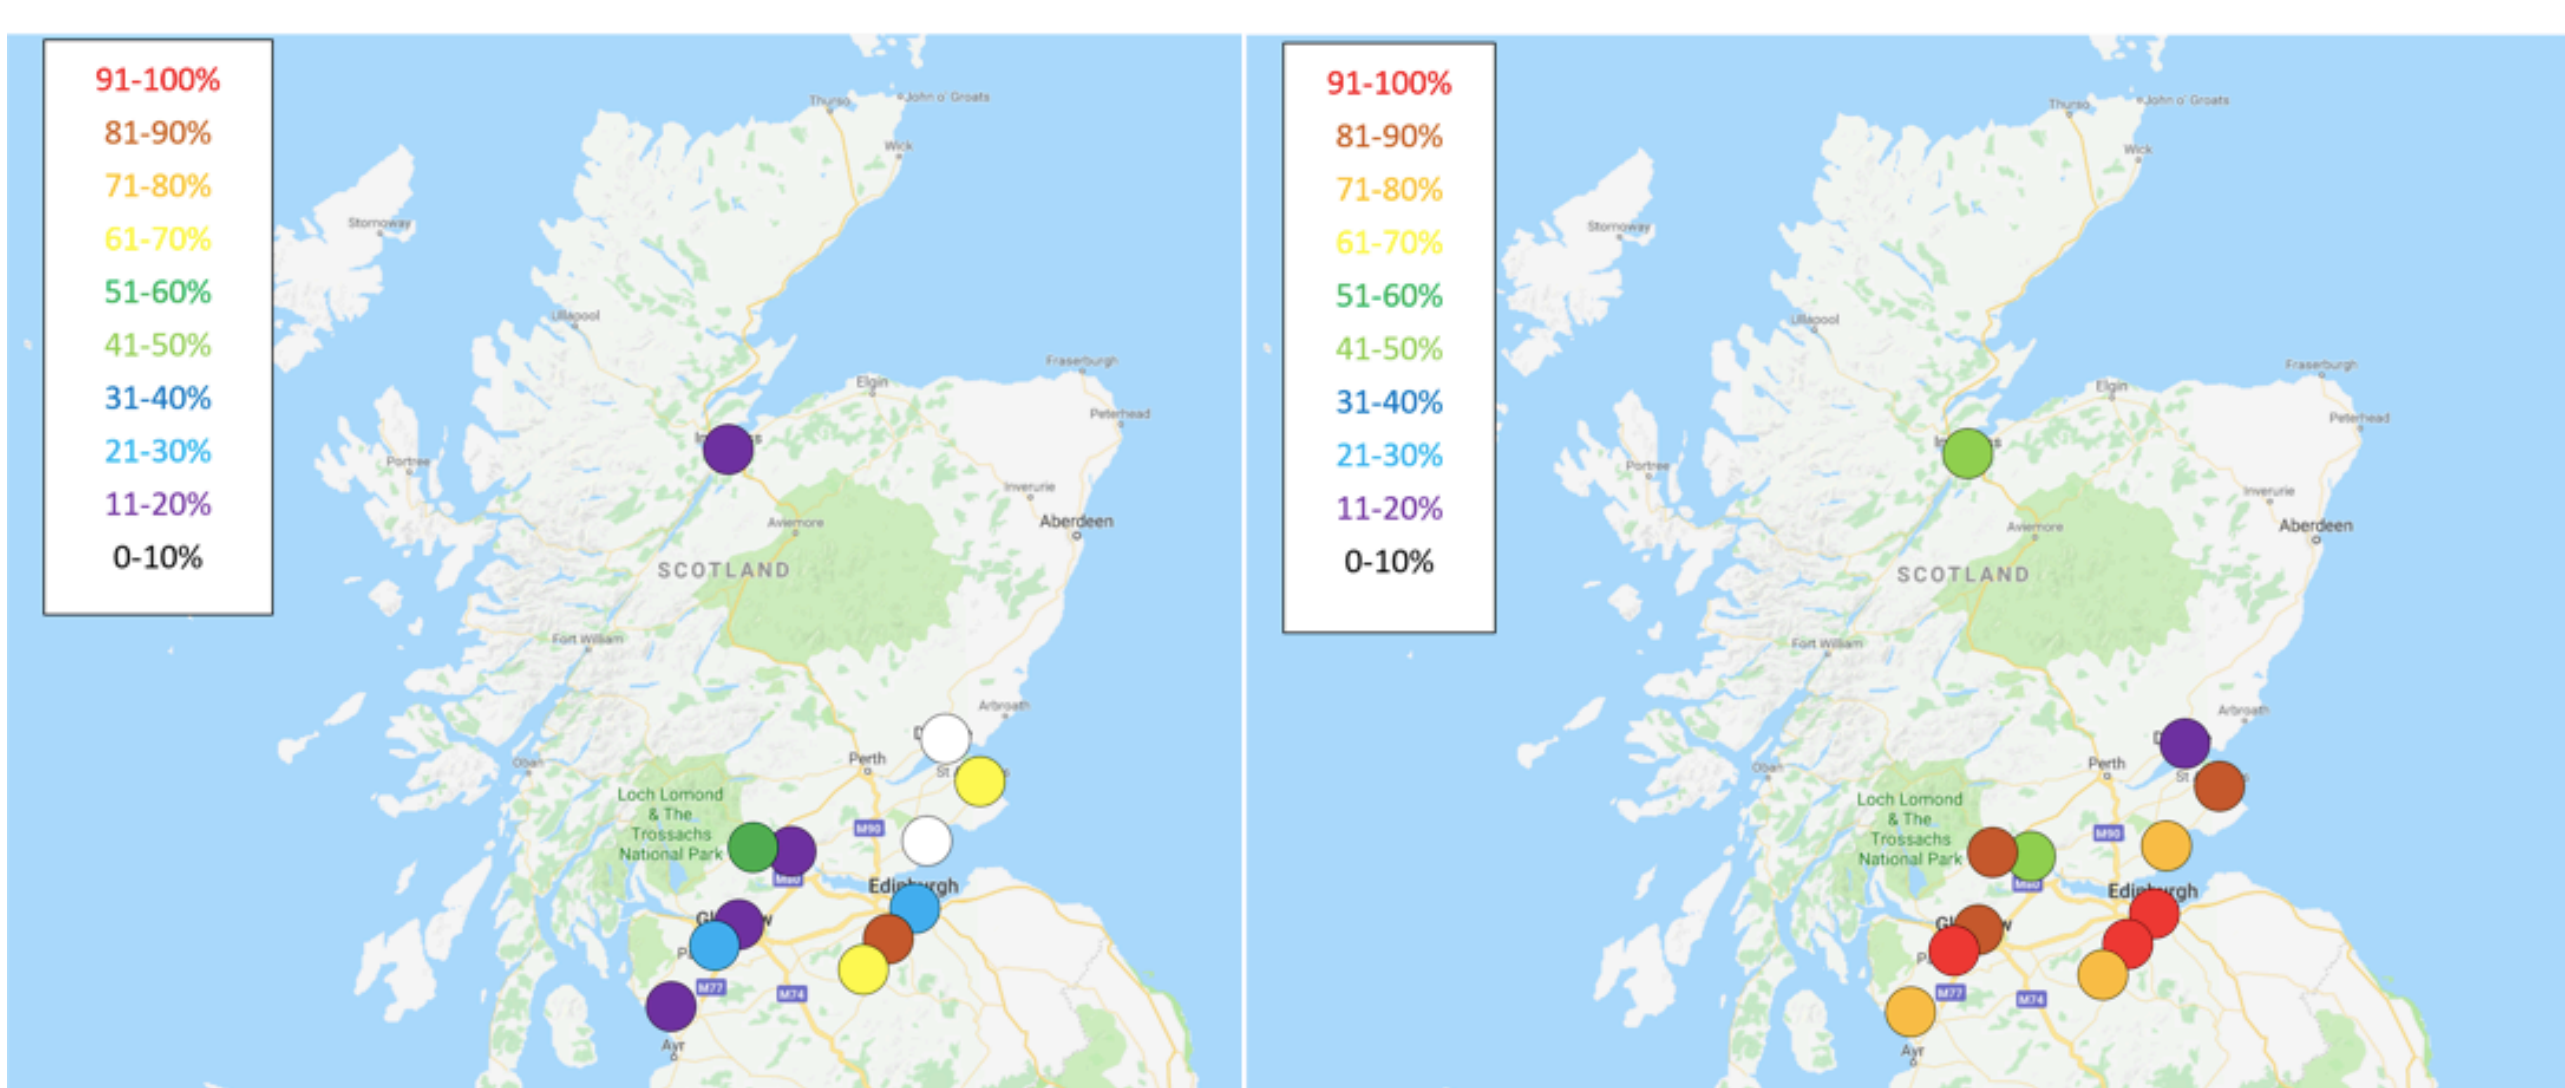 91-100%
81-90%
71-80%
61-70%
51-60%
41-50%
31-40%
21-30%
11-20%
0-10%
Thurso
John o' Groats
Wick
Stornoway
Ullapool
Fraserburgh
Elgin
Peterhead
Portree
Inverurie
Aviemore
Aberdeen
SCOTLAND
Fort William
Arbroath
Perth
Oban
St
Loch Lomond
& The
Trossachs
National Park
M90
M80
Edinburgh
M77
M74
Ayr
91-100%
81-90%
71-80%
61-70%
51-60%
41-50%
31-40%
21-30%
11-20%
0-10%
Thurso
John o' Groats
Wick
Stornoway
Ullapool
Fraserburgh
Elgin
Peterhead
Portree
Inverurie
Aviemore
Aberdeen
SCOTLAND
Fort William
Arbroath
Perth
Oban
St
Loch Lomond
& The
Trossachs
National Park
M90
M80
Edinburgh
M77
M74
Ayr